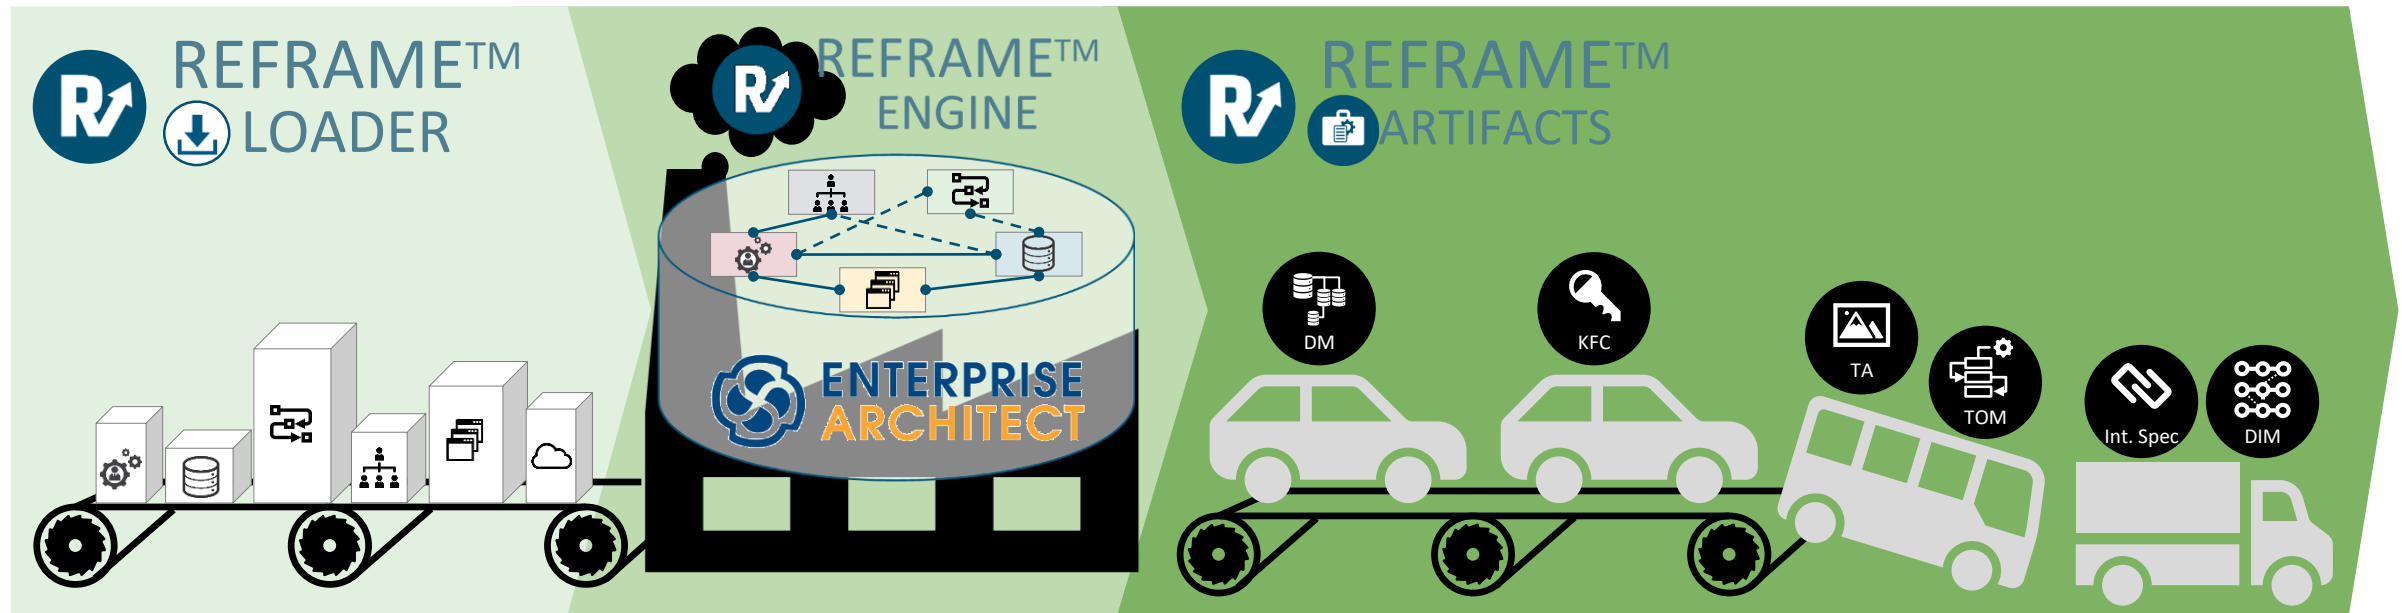 REFRAME™
LOADER
REFRAME™
ENGINE
REFRAME™
ARTIFACTS
ENTERPRISE
ARCHITECT
DM
KFC
TA
TOM
Int. Spec
DIM